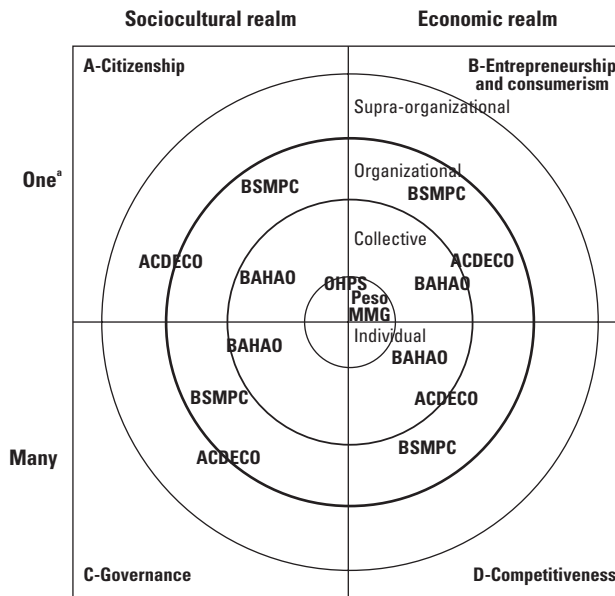 Sociocultural realm
Economic realm
A-Citizenship
B-Entrepreneurship
and consumerism
Supra-organizational
Organizational
Oneª
BSMPC
BSMPC
Collective
ACDECO
ACDECO
BAHAO
OHPS
BAHAO
Peso
MMG
Individual
BAHAO
BAHAO
BSMPC
ACDECO
BSMPC
Many
ACDECO
C-Governance
D-Competitiveness